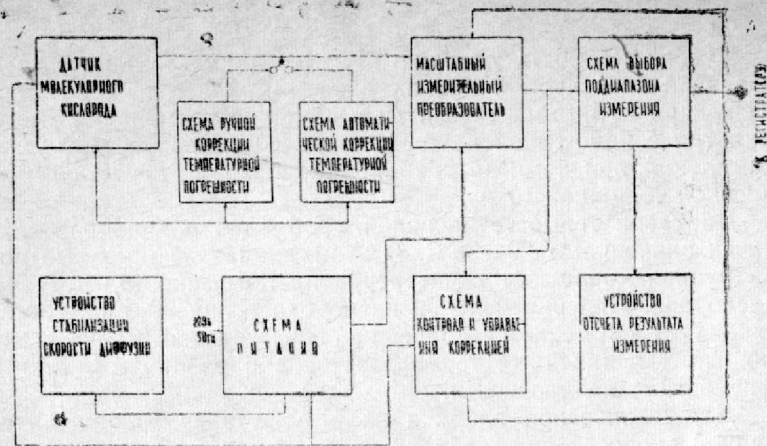 ДАТЧИК
МОЛЕКУЛЯРНОГО
КИСЛОРОДА
СХЕМА РУЧНОЙ
КОРРЕКЦИИ
ТЕМПЕРАТУРНОЙ
ПОГРЕШНОСТИ
СХЕМА АВТОМАТИ-
ЧЕСКОЙ КОРРЕКЦИИ
ТЕМПЕРАТУРНОЙ
ПОГРЕШНОСТИ
МАСШТАБНЫЙ
ИЗМЕРИТЕЛЬНЫЙ
ПРЕОБРАЗОВАТЕЛЬ
СХЕМА ВЫБОРА
ПОДДИАПАЗОНА
ИЗМЕРЕНИЯ
К РЕГИСТРАТОРУ
УСТРОЙСТВО
СТАБИЛИЗАЦИИ
СКОРОСТИ ДИФФУЗИИ
220В
50Гц
СХЕМА
ПИТАНИЯ
СХЕМА
КОНТРОЛЯ И УПРАВЛЕ-
НИЯ КОРРЕКЦИЕЙ
УСТРОЙСТВО
ОТСЧЕТА РЕЗУЛЬТАТА
ИЗМЕРЕНИЯ